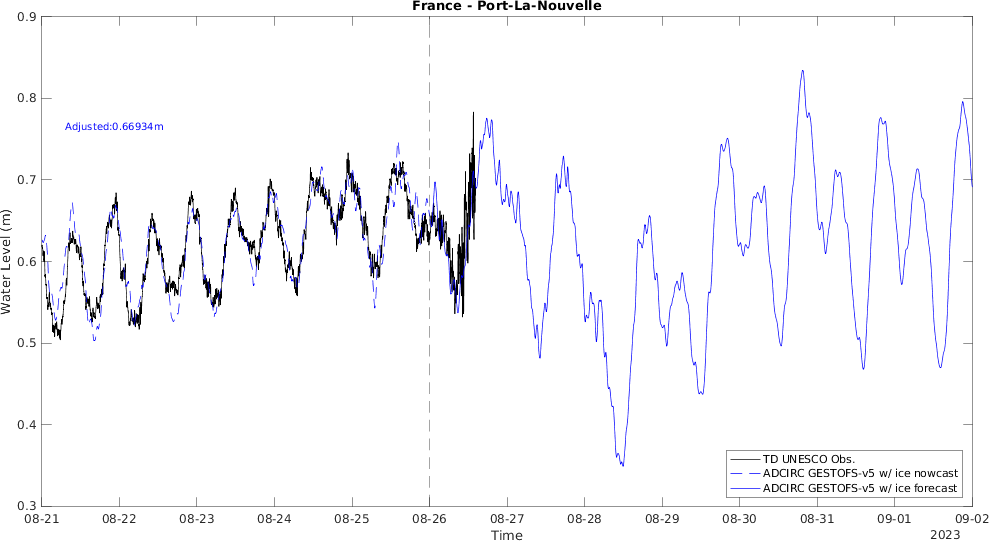 France - Port-La-Nouvelle
0.9
0.8
0.7
0.6
0.5
0.4
0.3
Water Level (m)
Adjusted:0.66934m
TD UNESCO Obs.
ADCIRC GESTOFS-v5 w/ ice nowcast
ADCIRC GESTOFS-v5 w/ ice forecast
08-21 08-22 08-23 08-24 08-25 08-26 08-27 08-28 08-29 08-30 08-31 09-01 09-02
Time
2023